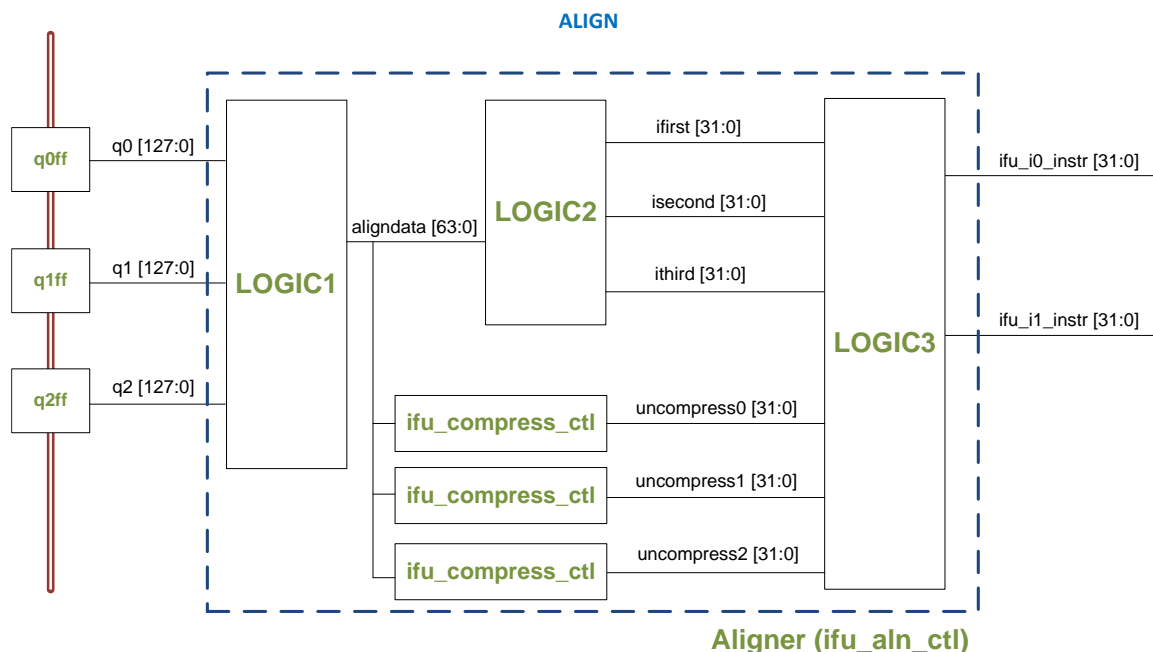 ALIGN
q0ff
q0 [127:0]
q1ff
q1 [127:0]
q2ff
q2 [127:0]
LOGIC1
aligndata [63:0]
LOGIC2
ifirst [31:0]
isecond [31:0]
ithird [31:0]
ifu_compress_ctl
uncompress0 [31:0]
ifu_compress_ctl
uncompress1 [31:0]
ifu_compress_ctl
uncompress2 [31:0]
LOGIC3
ifu_i0_instr [31:0]
ifu_i1_instr [31:0]
Aligner (ifu_aln_ctl)